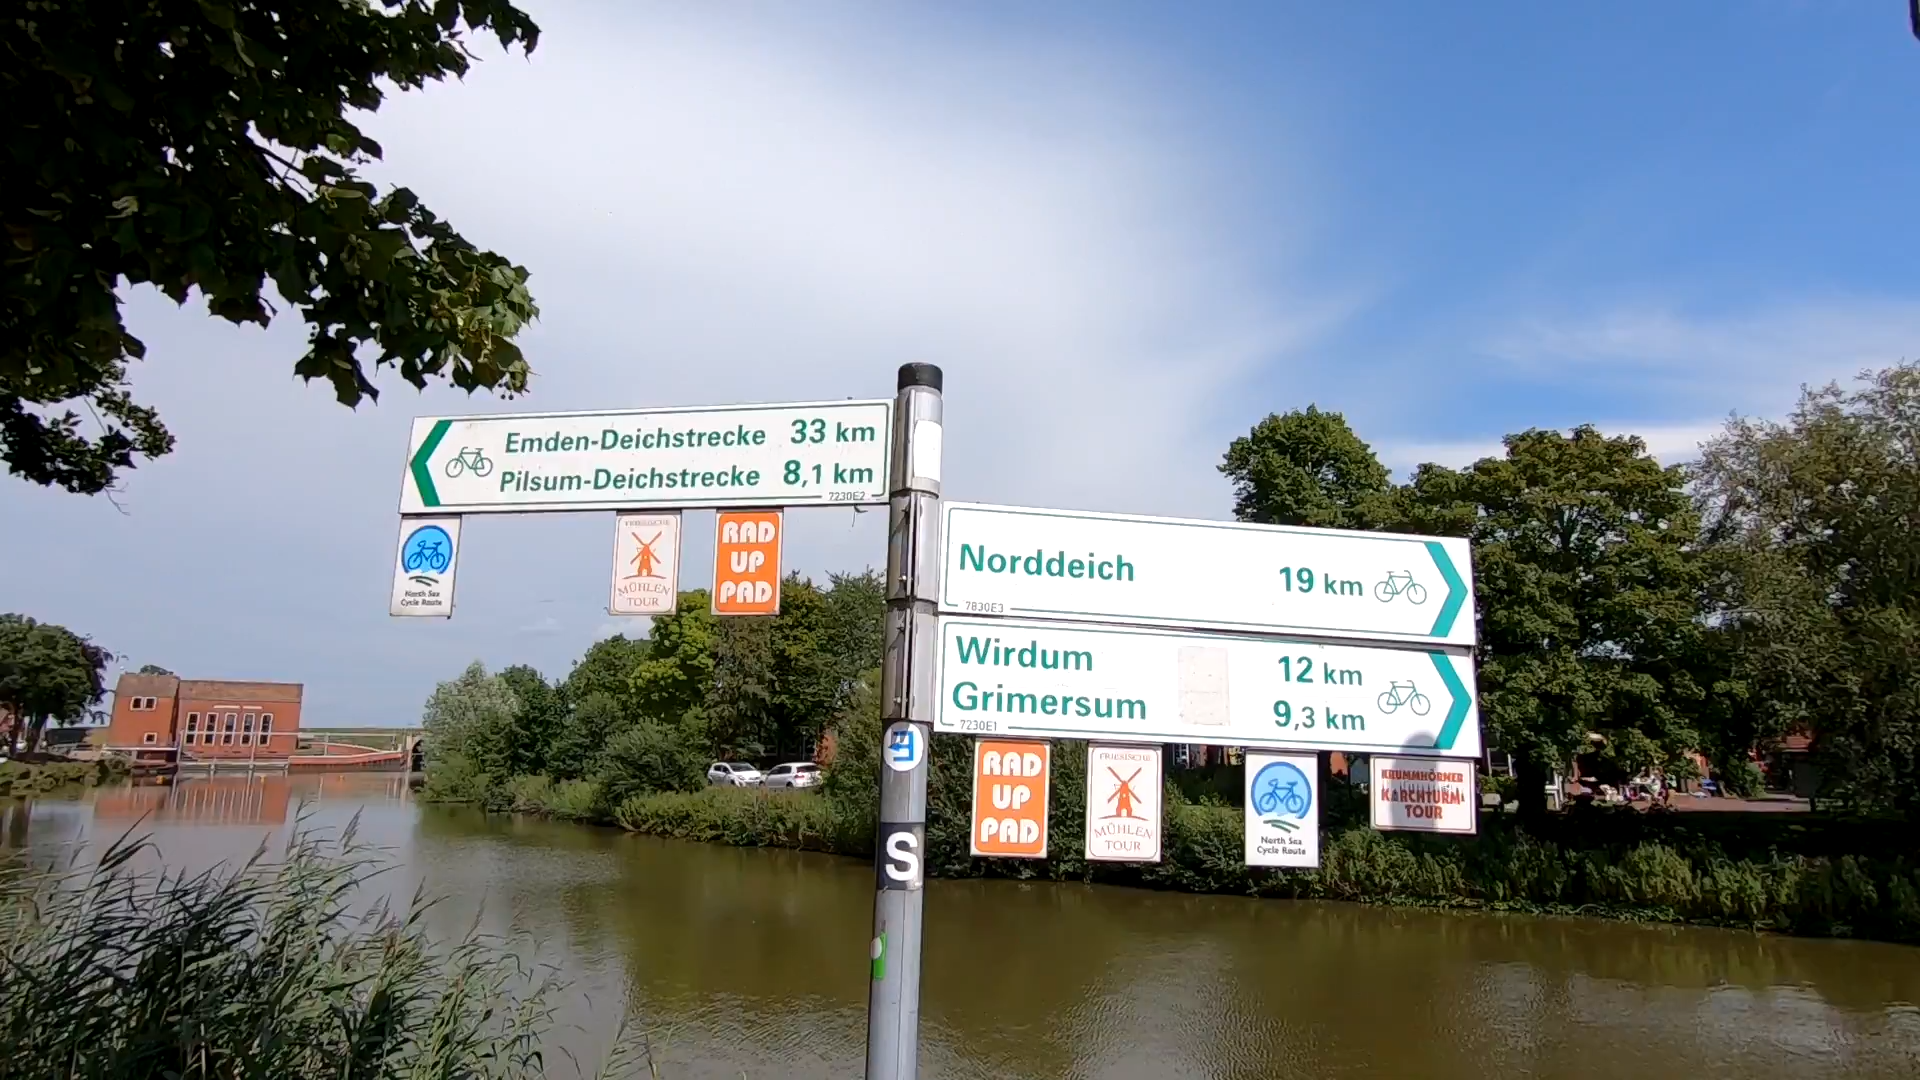 Emden-Deichstrecke 33 km
Pilsum-Deichstrecke 8,1 km
7230E2
North Sea
Cycle Route
FRIESISCHE
MÜHLEN
TOUR
RAD
UP
PAD
Norddeich 19 km
7830E3
Wirdum 12 km
Grimersum 9,3 km
7230E1
RAD
UP
PAD
FRIESISCHE
MÜHLEN
TOUR
North Sea
Cycle Route
KRUMMHÖRNER
TOUR
S